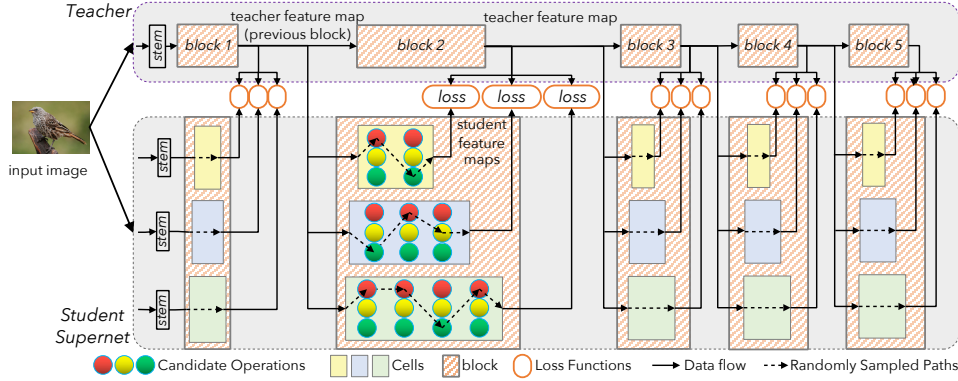 Teacher
teacher feature map
(previous block)
teacher feature map
stem
block 1
block 2
block 3
block 4
block 5
loss
loss
loss
input image
student
feature
maps
stem
stem
stem
Student
Supernet
Candidate Operations
Cells
block
Loss Functions
Data flow
Randomly Sampled Paths